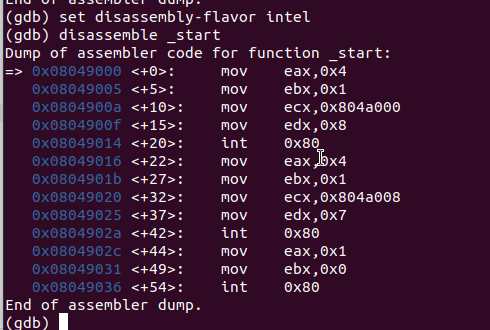 End of assembler dump.
(gdb) set disassembly-flavor intel
(gdb) disassemble _start
Dump of assembler code for function _start:
=> 0x08049000 <+0>:     mov    eax,0x4
   0x08049005 <+5>:     mov    ebx,0x1
   0x0804900a <+10>:    mov    ecx,0x804a000
   0x0804900f <+15>:    mov    edx,0x8
   0x08049014 <+20>:    int    0x80
   0x08049016 <+22>:    mov    eax,0x4
   0x0804901b <+27>:    mov    ebx,0x1
   0x08049020 <+32>:    mov    ecx,0x804a008
   0x08049025 <+37>:    mov    edx,0x7
   0x0804902a <+42>:    int    0x80
   0x0804902c <+44>:    mov    eax,0x1
   0x08049031 <+49>:    mov    ebx,0x0
   0x08049036 <+54>:    int    0x80
End of assembler dump.
(gdb)